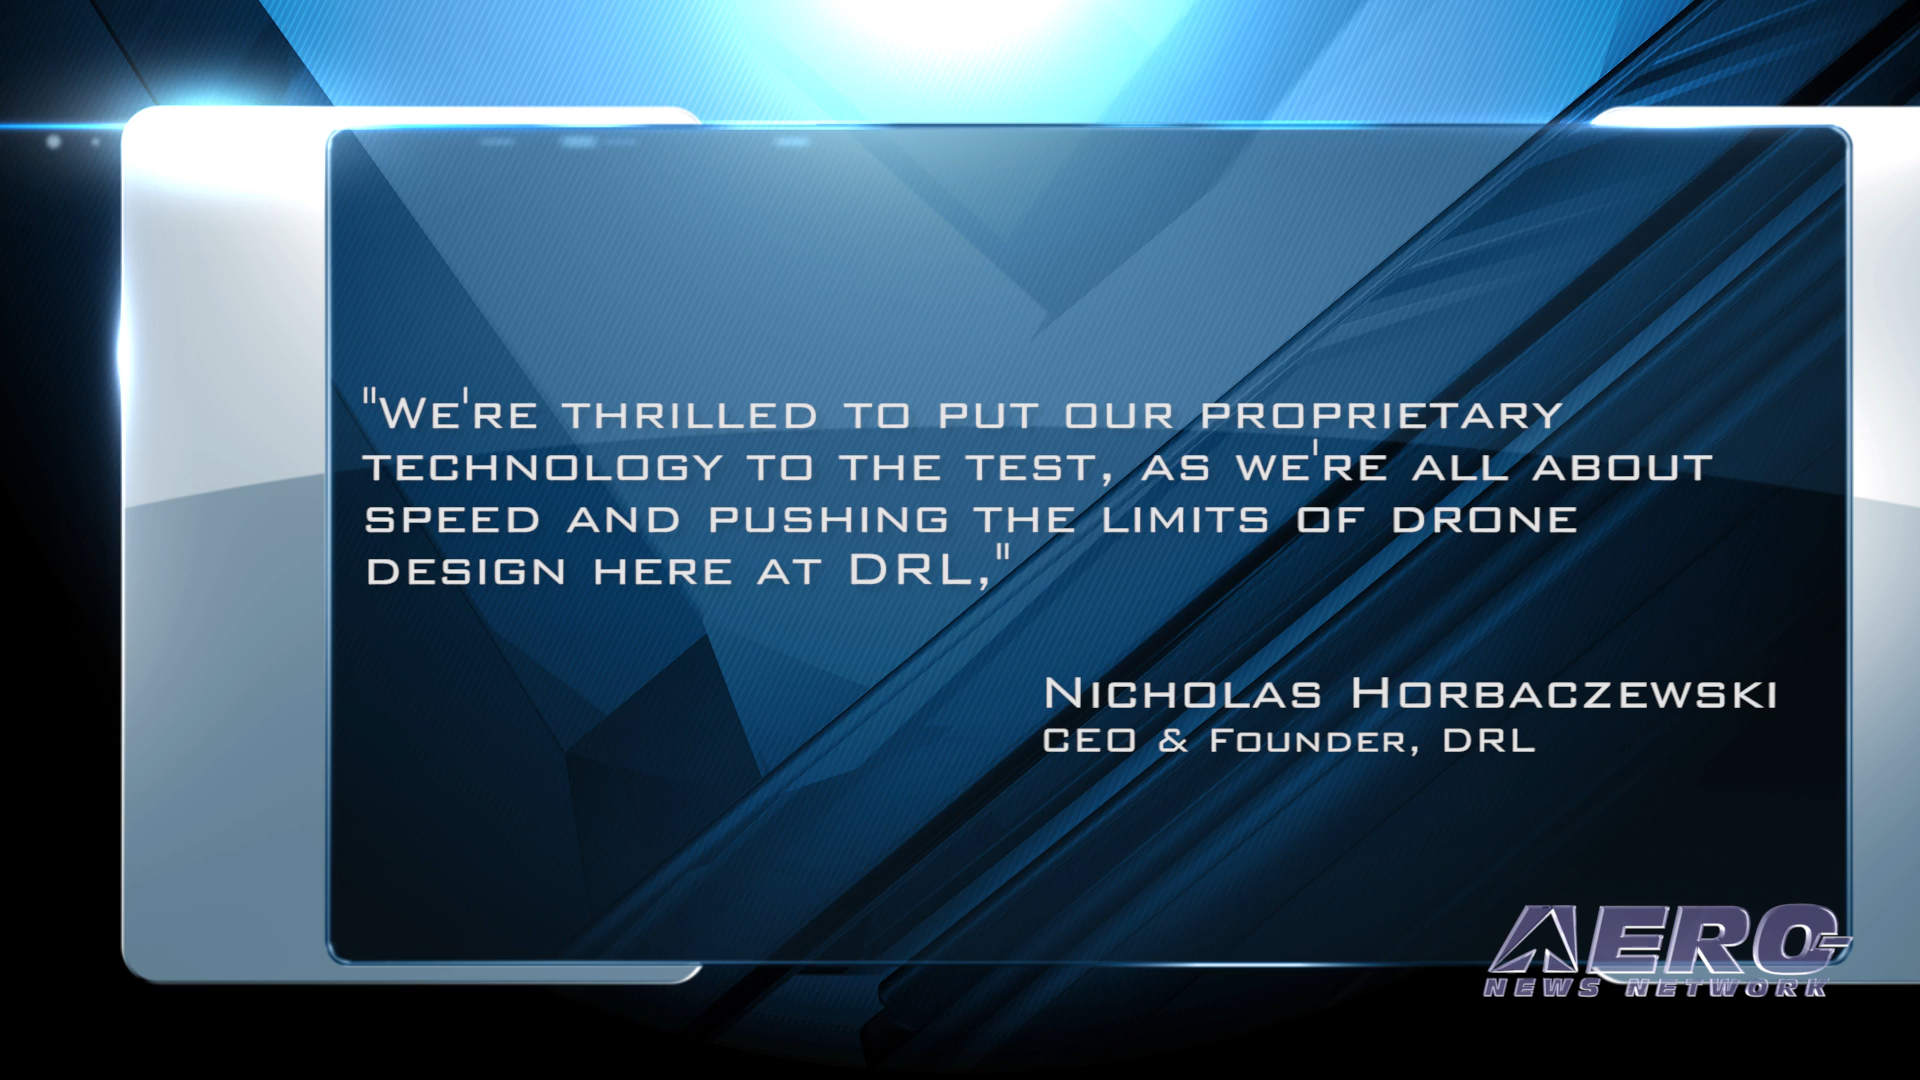 "We're thrilled to put our proprietary
technology to the test, as we're all about
speed and pushing the limits of drone
design here at DRL,"
Nicholas Horbaczewski
CEO & Founder, DRL
AERO-
NEWS NETWORK